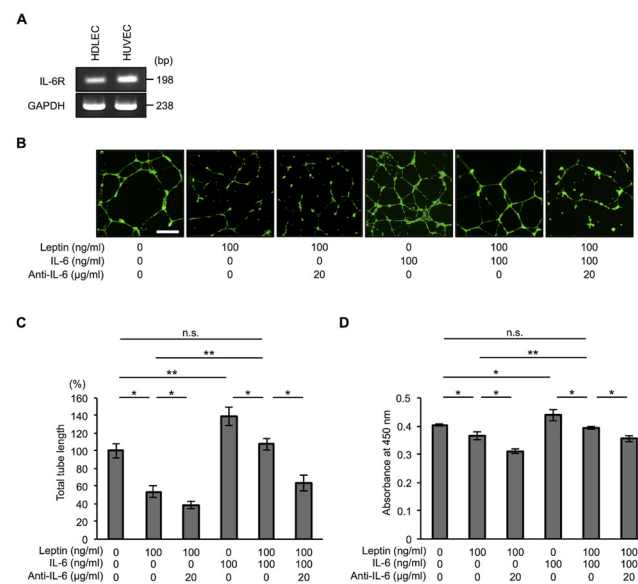 A
HDLEC
HUVEC
(bp)
IL-6R
198
GAPDH
238
B
Leptin (ng/ml) 0 100 100 0 100 100
IL-6 (ng/ml) 0 0 0 100 100 100
Anti-IL-6 (μg/ml) 0 0 20 0 0 20
C
n.s.
**
**
(%)
* * * *
160
140
120
100
80
60
40
20
0
Total tube length
Leptin (ng/ml) 0 100 100 0 100 100
IL-6 (ng/ml) 0 0 0 100 100 100
Anti-IL-6 (μg/ml) 0 0 20 0 0 20
D
n.s.
**
*
* * * *
0.5
0.4
0.3
0.2
0.1
0
Absorbance at 450 nm
Leptin (ng/ml) 0 100 100 0 100 100
IL-6 (ng/ml) 0 0 0 100 100 100
Anti-IL-6 (μg/ml) 0 0 20 0 0 20